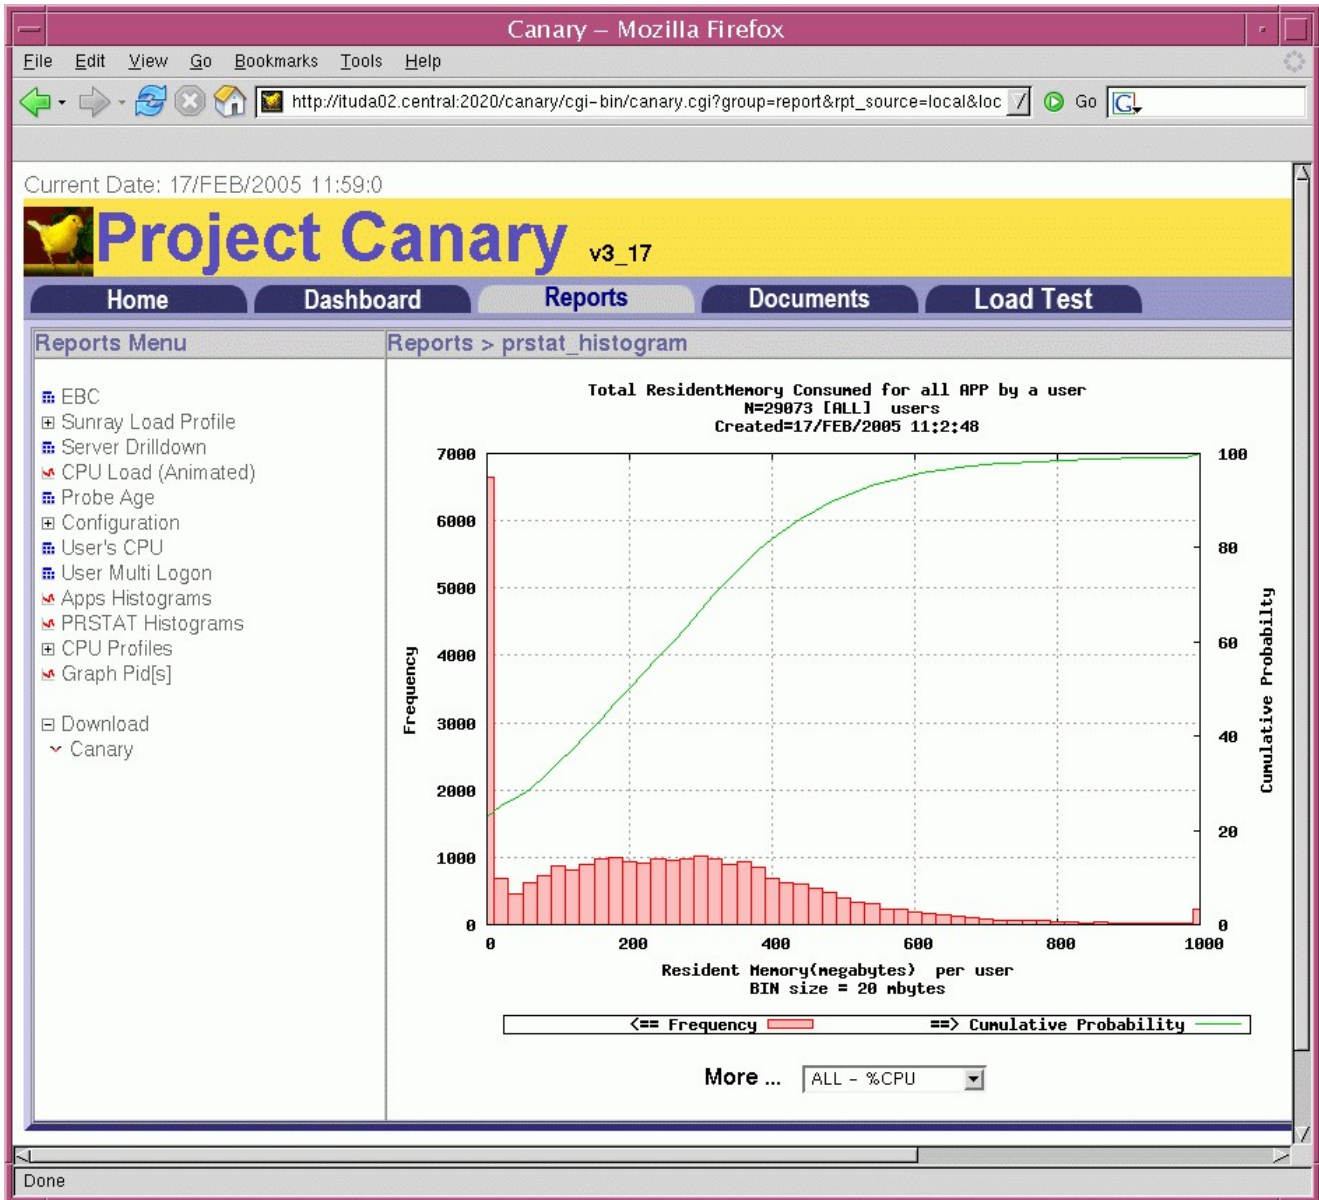 Canary – Mozilla Firefox
File Edit View Go Bookmarks Tools Help
http://ituda02.central:2020/canary/cgi-bin/canary.cgi?group=report&rpt_source=local&loc Go G
Current Date: 17/FEB/2005 11:59:0
Project Canary v3_17
Home Dashboard Reports Documents Load Test
Reports Menu
EBC
Sunray Load Profile
Server Drilldown
CPU Load (Animated)
Probe Age
Configuration
User's CPU
User Multi Logon
Apps Histograms
PRSTAT Histograms
CPU Profiles
Graph Pid[s]
Download
Canary
Reports > prstat_histogram
Total ResidentMemory Consumed for all APP by a user
N=29073 [ALL] users
Created=17/FEB/2005 11:2:48
Frequency
7000
6000
5000
4000
3000
2000
1000
0
100
80
60
40
20
0
Cumulative Probabilty
0 200 400 600 800 1000
Resident Memory(megabytes) per user
BIN size = 20 mbytes
<== Frequency ==> Cumulative Probability
More ... ALL - %CPU
Done